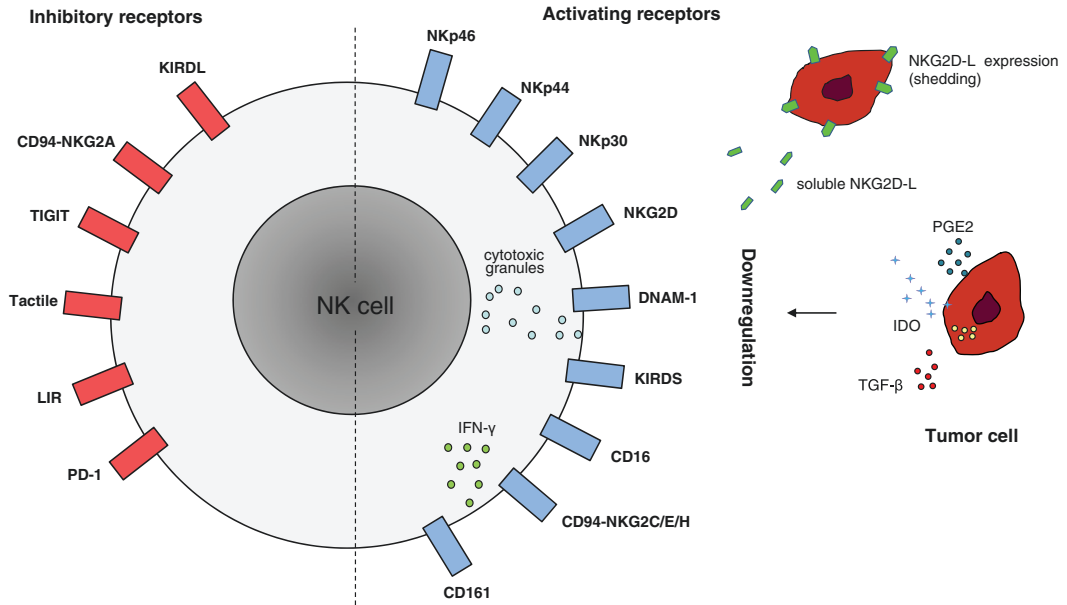 Inhibitory receptors
Activating receptors
KIRDL
CD94-NKG2A
TIGIT
Tactile
LIR
PD-1
NK cell
cytotoxic
granules
IFN-γ
NKp46
NKp44
NKp30
NKG2D
DNAM-1
KIRDS
CD16
CD94-NKG2C/E/H
CD161
Downregulation
NKG2D-L expression
(shedding)
soluble NKG2D-L
PGE2
IDO
TGF-β
Tumor cell